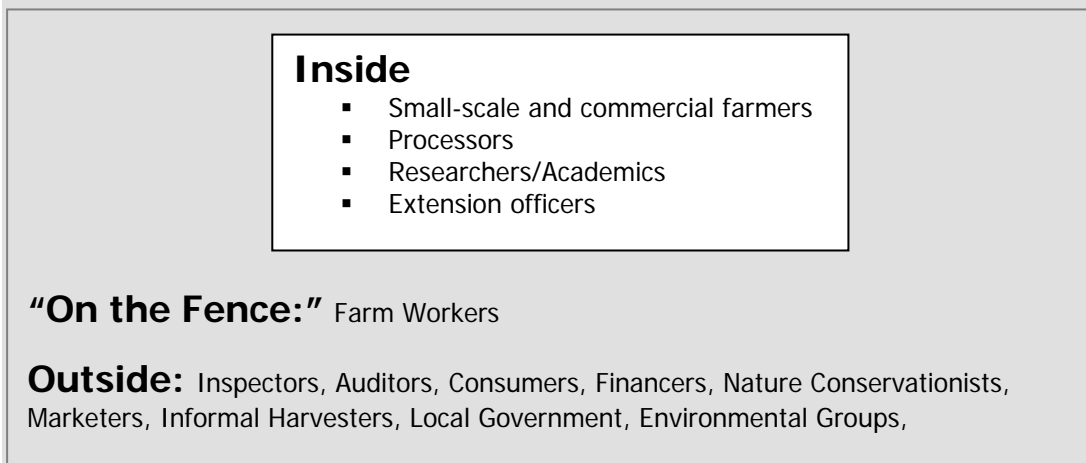 Inside
▪ Small-scale and commercial farmers
▪ Processors
▪ Researchers/Academics
▪ Extension officers
“On the Fence:” Farm Workers
Outside: Inspectors, Auditors, Consumers, Financers, Nature Conservationists,
Marketers, Informal Harvesters, Local Government, Environmental Groups,